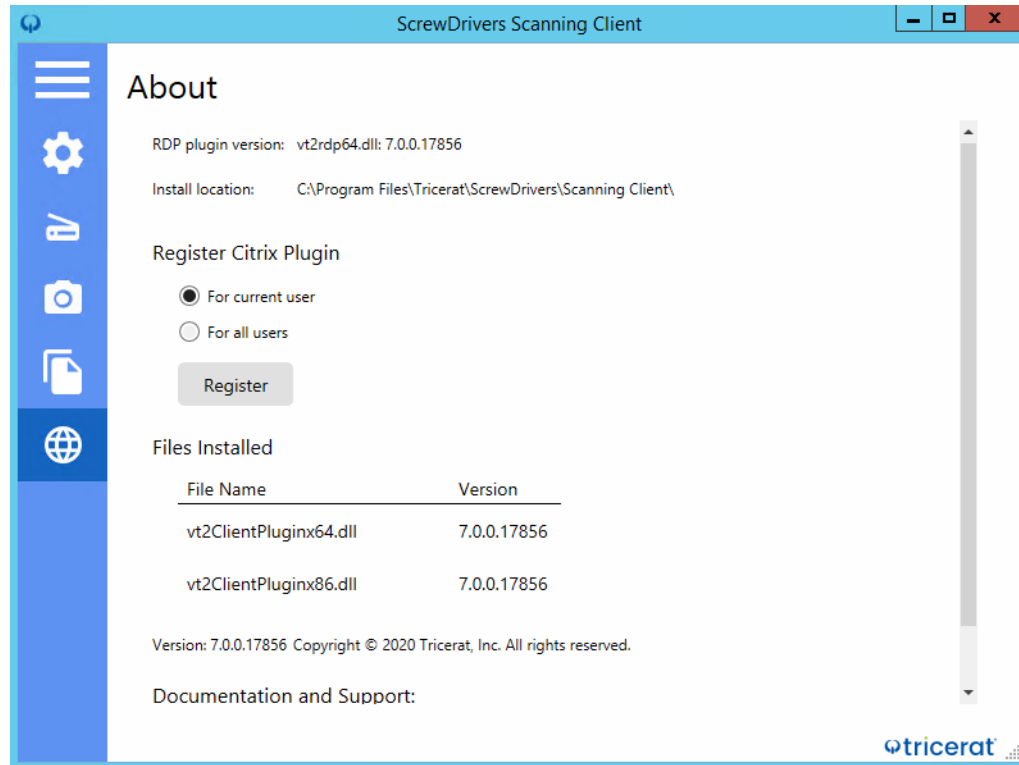 ScrewDrivers Scanning Client
About
RDP plugin version: vt2rdp64.dll: 7.0.0.17856
Install location: C:\Program Files\Tricerat\ScrewDrivers\Scanning Client\
Register Citrix Plugin
For current user
For all users
Register
Files Installed
File Name Version
vt2ClientPluginx64.dll 7.0.0.17856
vt2ClientPluginx86.dll 7.0.0.17856
Version: 7.0.0.17856 Copyright © 2020 Tricerat, Inc. All rights reserved.
Documentation and Support:
tricerat